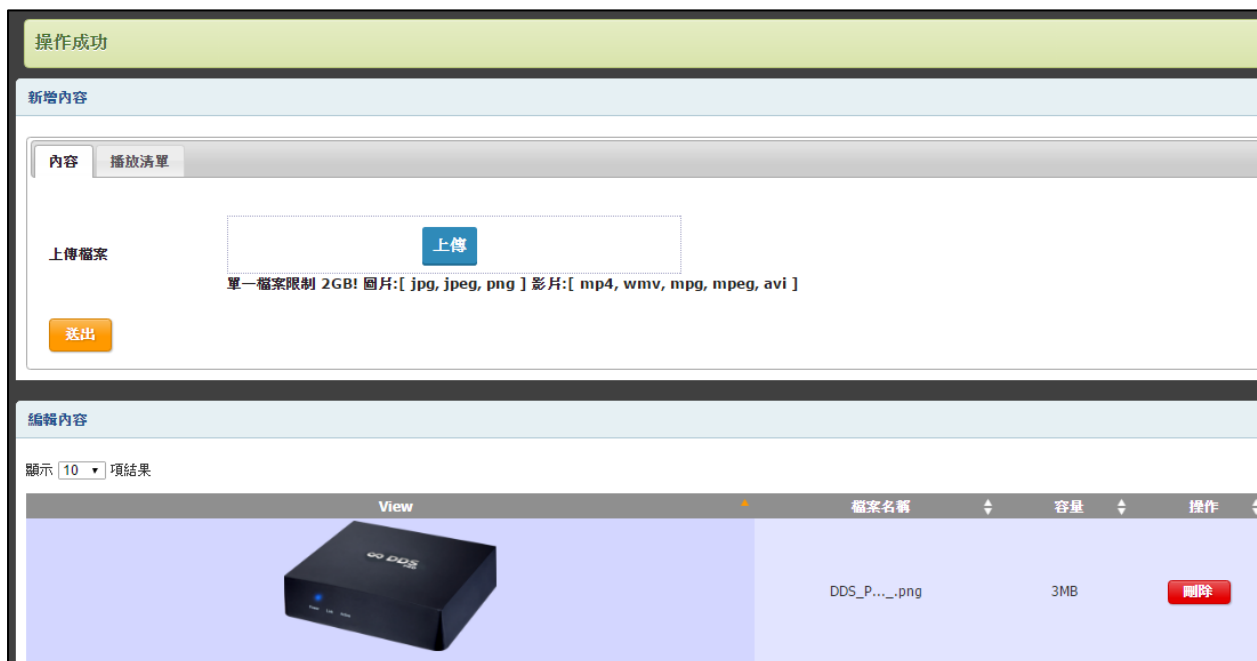 操作成功
新增內容
內容 播放清單
上傳檔案
上傳
單一檔案限制 2GB! 圖片:[ jpg, jpeg, png ] 影片:[ mp4, wmv, mpg, mpeg, avi ]
送出
編輯內容
顯示 10 項結果
View 檔案名稱 容量 操作
DDS
DDS_P..._.png 3MB 刪除